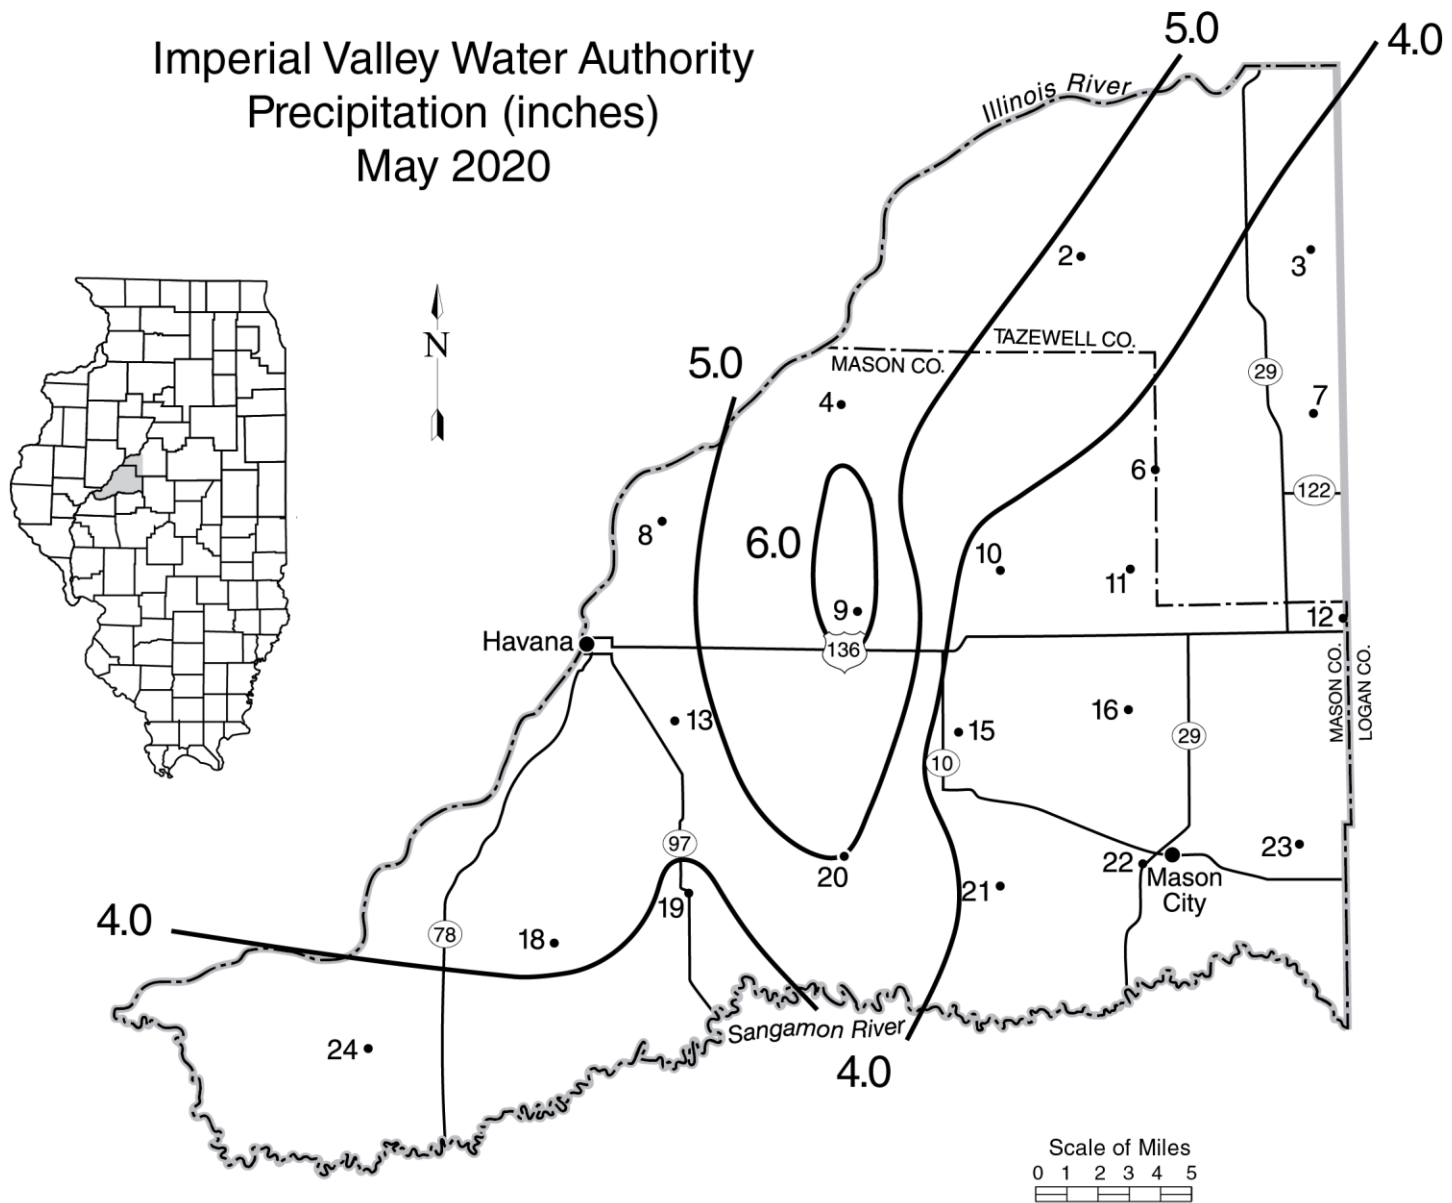 Imperial Valley Water Authority
Precipitation (inches)
May 2020
5.0
4.0
Illinois River
2
3
N
TAZEWELL CO.
MASON CO.
5.0
29
4
7
6
122
8
6.0
10
11
9
12
Havana
136
MASON CO.
LOGAN CO.
13
16
15
29
10
97
20
22
23
Mason
City
21
19
4.0
78
18
Sangamon River
24
4.0
Scale of Miles
0 1 2 3 4 5